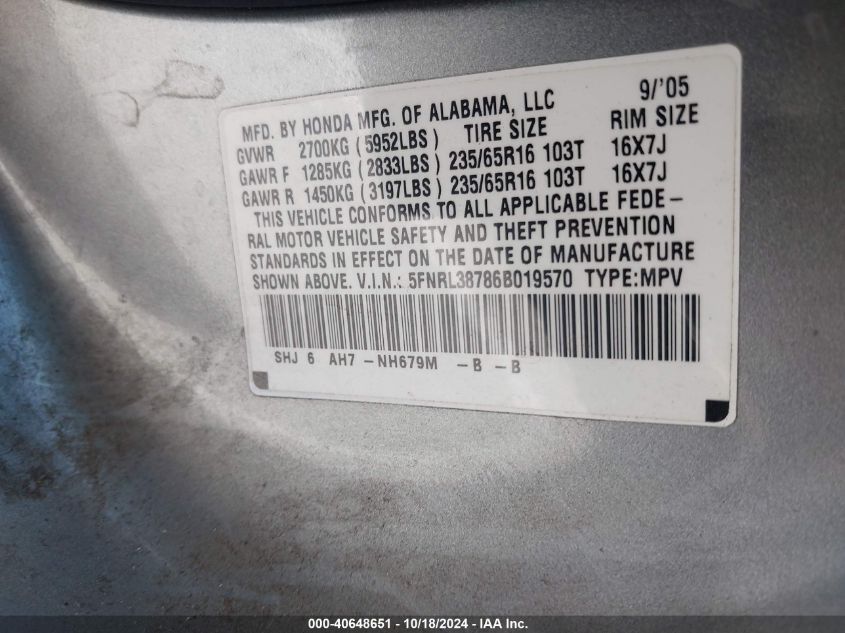 MFD. BY HONDA MFG. OF ALABAMA, LLC 9/'05
GVWR 2700KG ( 5952LBS ) TIRE SIZE RIM SIZE
GAWR F 1285KG ( 2833LBS ) 235/65R16 103T 16X7J
GAWR R 1450KG ( 3197LBS ) 235/65R16 103T 16X7J
THIS VEHICLE CONFORMS TO ALL APPLICABLE FEDE-
RAL MOTOR VEHICLE SAFETY AND THEFT PREVENTION
STANDARDS IN EFFECT ON THE DATE OF MANUFACTURE
SHOWN ABOVE. V.I.N.: 5FNRL38786B019570 TYPE:MPV
SHJ 6 AH7 -NH679M -B -B
000-40648651 - 10/18/2024 - IAA Inc.